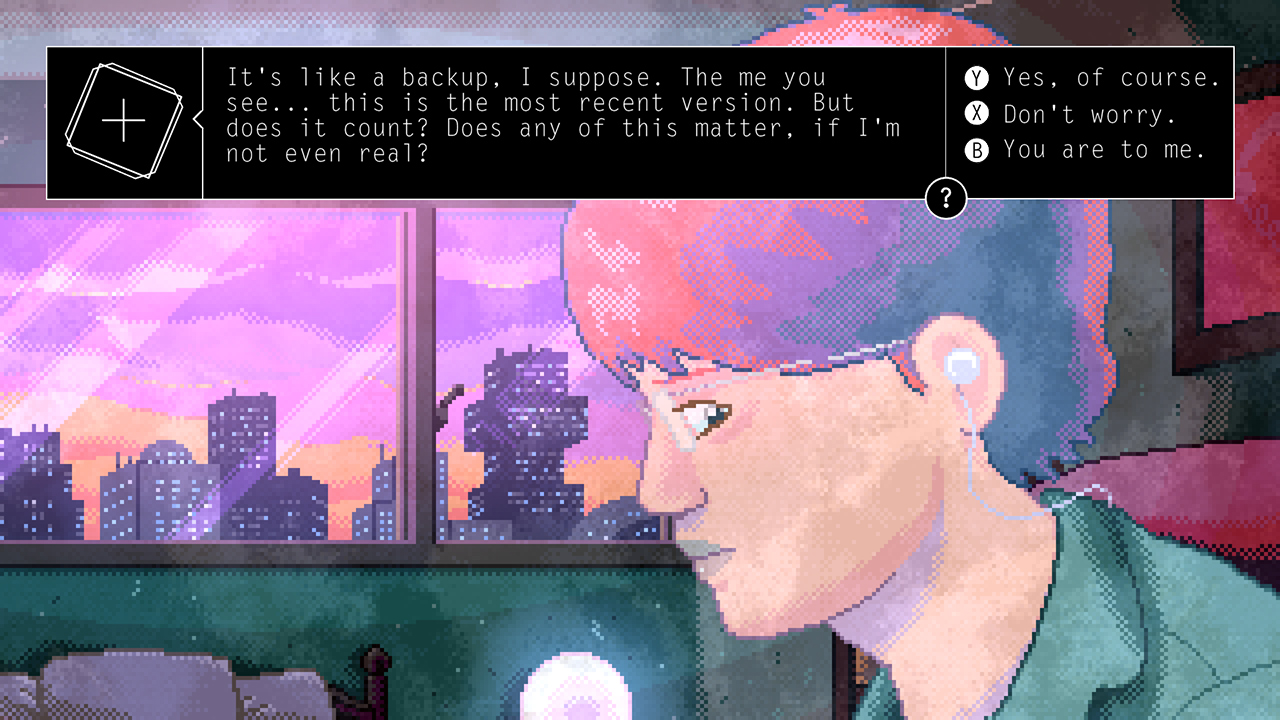 It's like a backup, I suppose. The me you
see... this is the most recent version. But
does it count? Does any of this matter, if I'm
not even real?
Y Yes, of course.
X Don't worry.
B You are to me.
?